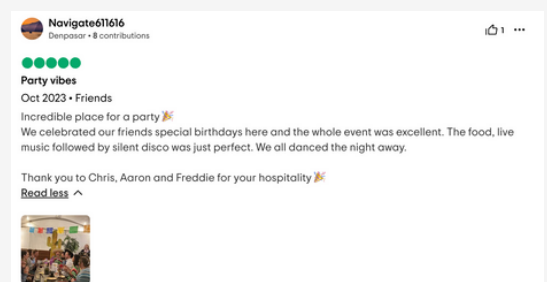 Navigate611616
Denpasar • 8 contributions
1
Party vibes
Oct 2023 • Friends
Incredible place for a party🎉
We celebrated our friends special birthdays here and the whole event was excellent. The food, live
music followed by silent disco was just perfect. We all danced the night away.
Thank you to Chris, Aaron and Freddie for your hospitality🎉
Read less